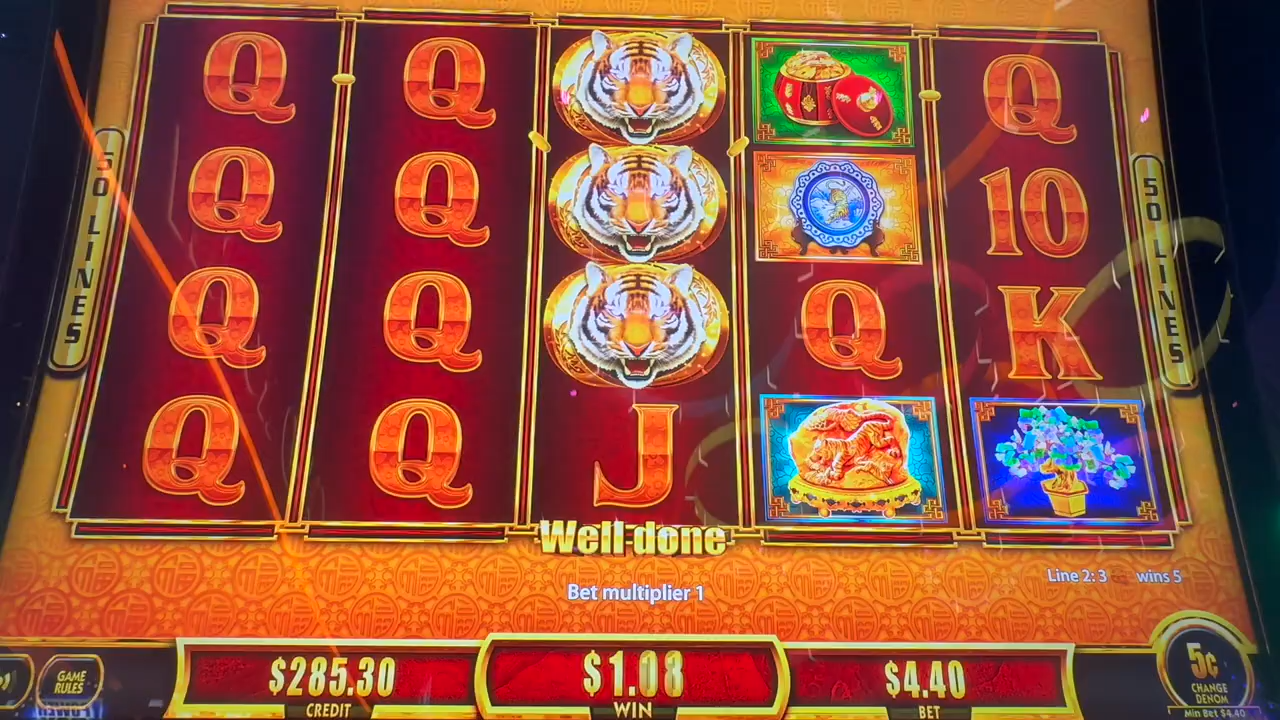 Q Q Q
Q Q 10
Q Q Q K
Q Q J
50 LINES
50 LINES
Well done
Line 2: 3 wins 5
Bet multiplier 1
GAME
RULES
$285.30
CREDIT
$1.08
WIN
$4.40
BET
5¢
CHANGE
DENOM
Min Bet $4.40